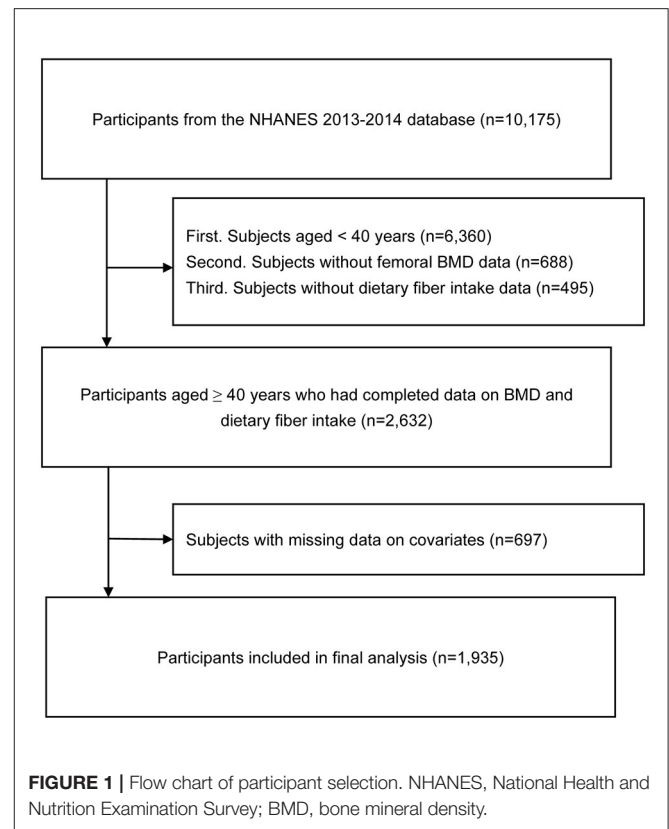 Participants from the NHANES 2013-2014 database (n=10,175)
First. Subjects aged < 40 years (n=6,360)
Second. Subjects without femoral BMD data (n=688)
Third. Subjects without dietary fiber intake data (n=495)
Participants aged ≥ 40 years who had completed data on BMD and
dietary fiber intake (n=2,632)
Subjects with missing data on covariates (n=697)
Participants included in final analysis (n=1,935)
FIGURE 1 | Flow chart of participant selection. NHANES, National Health and
Nutrition Examination Survey; BMD, bone mineral density.